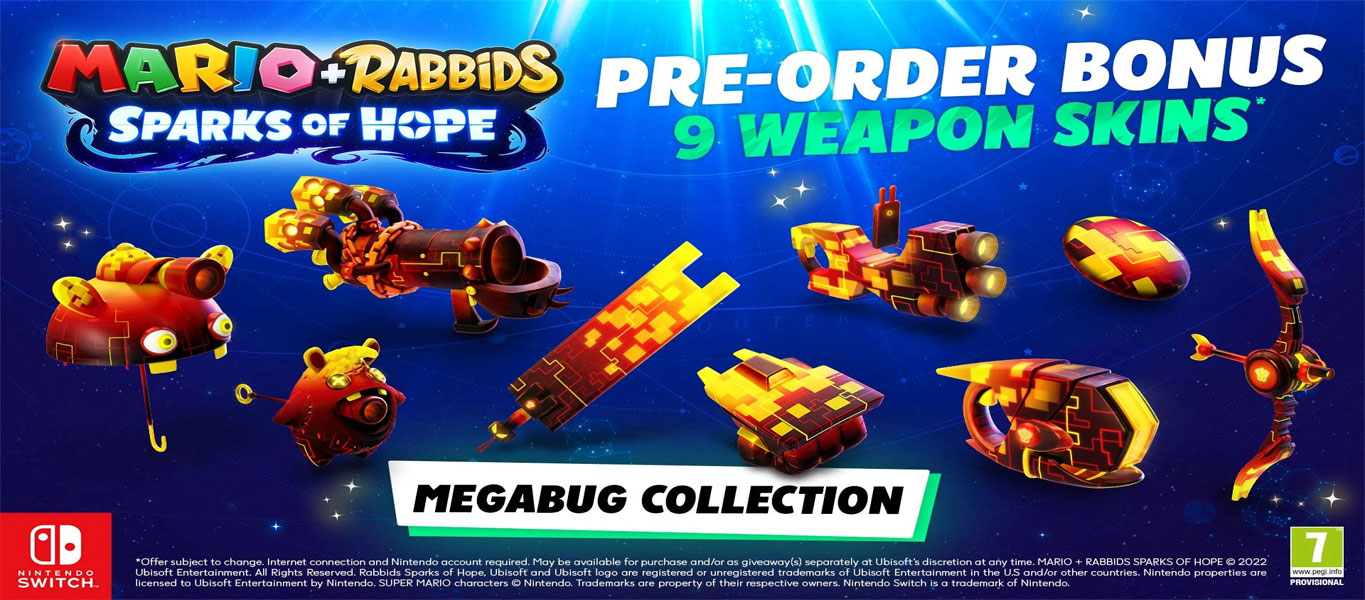 MARIO + RABBIDS
SPARKS OF HOPE
PRE-ORDER BONUS
9 WEAPON SKINS*
MEGABUG COLLECTION
NINTENDO
SWITCH™
*Offer subject to change. Internet connection and Nintendo account required. May be available for purchase and/or as giveaway(s) separately at Ubisoft's discretion at any time. MARIO + RABBIDS SPARKS OF HOPE © 2022
Ubisoft Entertainment. All Rights Reserved. Rabbids Sparks of Hope, Ubisoft and Ubisoft logo are registered or unregistered trademarks of Ubisoft Entertainment in the U.S and/or other countries. Nintendo properties are
licensed to Ubisoft Entertainment by Nintendo. SUPER MARIO characters © Nintendo. Trademarks are property of their respective owners. Nintendo Switch is a trademark of Nintendo.
7
www.pegi.info
PROVISIONAL